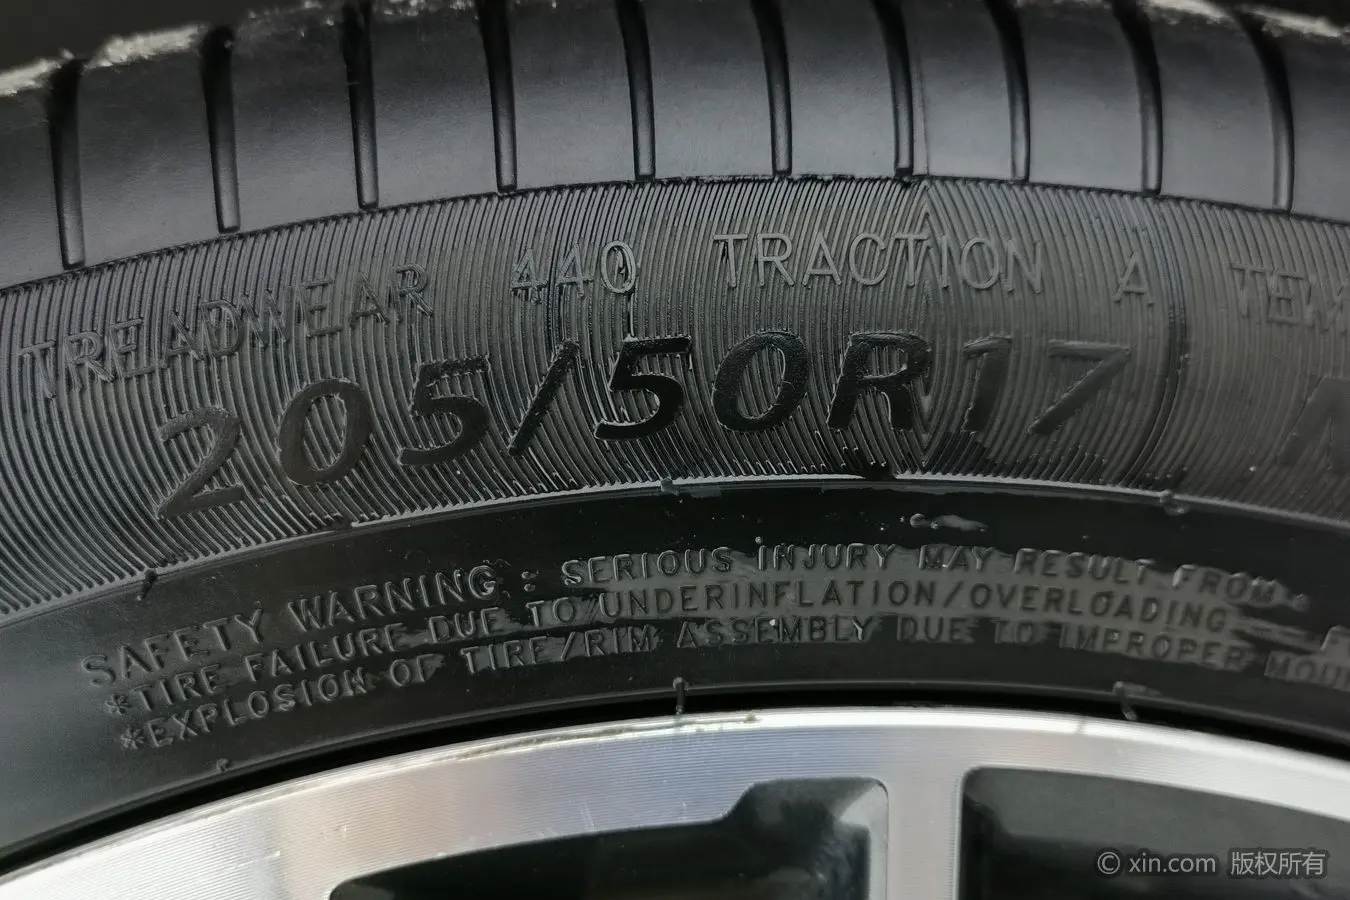 TREADWEAR 440 TRACTION A
205/50R17
SAFETY WARNING : SERIOUS INJURY MAY RESULT FROM :
*TIRE FAILURE DUE TO UNDERINFLATION/OVERLOADING
*EXPLOSION OF TIRE/RIM ASSEMBLY DUE TO IMPROPER MOU
© xin.com 版权所有